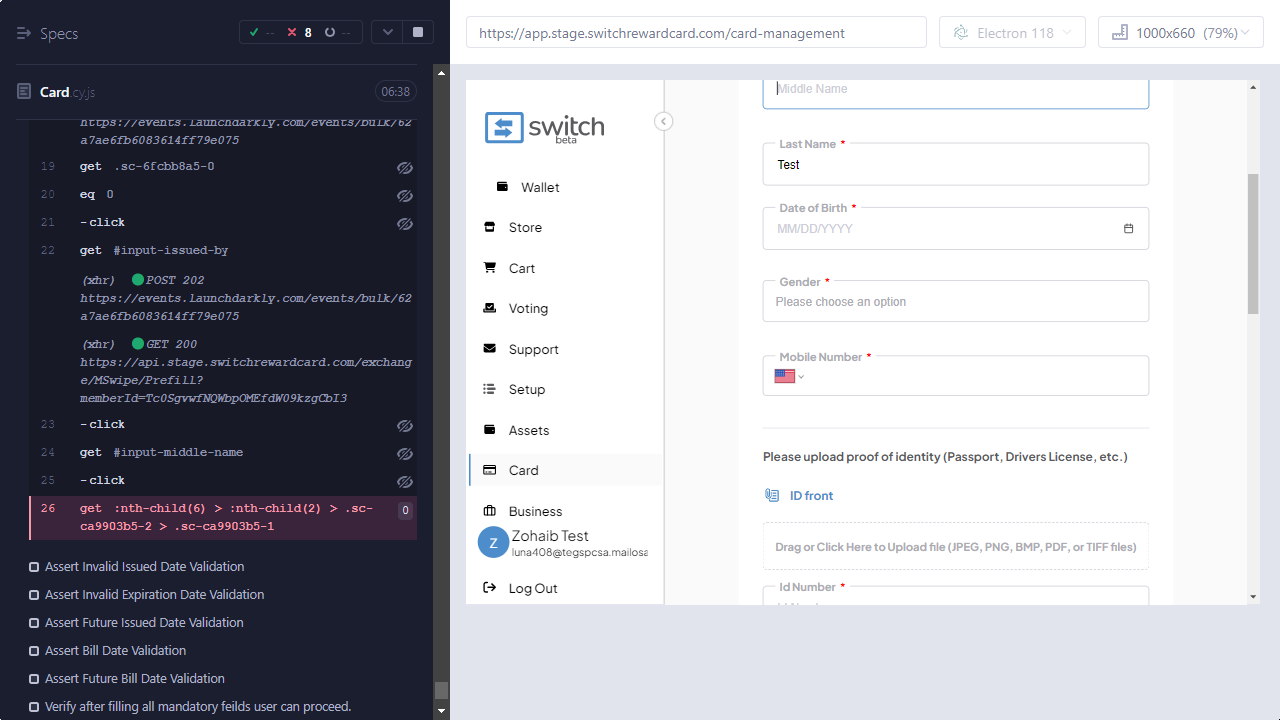 Specs
-- 8 --
Card.cy.js 06:38
https://events.launchdarkly.com/events/bulk/62
a7ae6fb6083614ff79e075
19 get .sc-6fcbb8a5-0
20 eq 0
21 -click
22 get #input-issued-by
(xhr) POST 202
https://events.launchdarkly.com/events/bulk/62
a7ae6fb6083614ff79e075
(xhr) GET 200
https://api.stage.switchrewardcard.com/exchang
e/MSwipe/Prefill?
memberId=Tc0SgvwfNQWbpOMEfdW09kzgCbI3
23 -click
24 get #input-middle-name
25 -click
26 get :nth-child(6) > :nth-child(2) > .sc- 0
ca9903b5-2 > .sc-ca9903b5-1
Assert Invalid Issued Date Validation
Assert Invalid Expiration Date Validation
Assert Future Issued Date Validation
Assert Bill Date Validation
Assert Future Bill Date Validation
Verify after filling all mandatory feilds user can proceed.
https://app.stage.switchrewardcard.com/card-management
Electron 118
1000x660 (79%)
switch
beta
Wallet
Store
Cart
Voting
Support
Setup
Assets
Card
Business
Z
Zohaib Test
luna408@tegspcsa.mailosa
Log Out
Middle Name
Last Name *
Test
Date of Birth *
MM/DD/YYYY
Gender *
Please choose an option
Mobile Number *
Please upload proof of identity (Passport, Drivers License, etc.)
ID front
Drag or Click Here to Upload file (JPEG, PNG, BMP, PDF, or TIFF files)
Id Number *